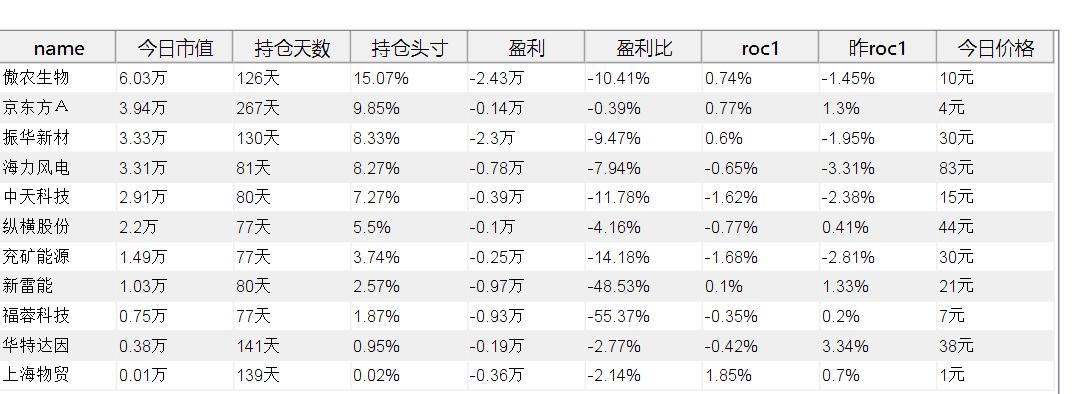 name 今日市值 持仓天数 持仓头寸 盈利 盈利比 roc1 昨roc1 今日价格
傲农生物 6.03万 126天 15.07% -2.43万 -10.41% 0.74% -1.45% 10元
京东方Ａ 3.94万 267天 9.85% -0.14万 -0.39% 0.77% 1.3% 4元
振华新材 3.33万 130天 8.33% -2.3万 -9.47% 0.6% -1.95% 30元
海力风电 3.31万 81天 8.27% -0.78万 -7.94% -0.65% -3.31% 83元
中天科技 2.91万 80天 7.27% -0.39万 -11.78% -1.62% -2.38% 15元
纵横股份 2.2万 77天 5.5% -0.1万 -4.16% -0.77% 0.41% 44元
兖矿能源 1.49万 77天 3.74% -0.25万 -14.18% -1.68% -2.81% 30元
新雷能 1.03万 80天 2.57% -0.97万 -48.53% 0.1% 1.33% 21元
福蓉科技 0.75万 77天 1.87% -0.93万 -55.37% -0.35% 0.2% 7元
华特达因 0.38万 141天 0.95% -0.19万 -2.77% -0.42% 3.34% 38元
上海物贸 0.01万 139天 0.02% -0.36万 -2.14% 1.85% 0.7% 1元